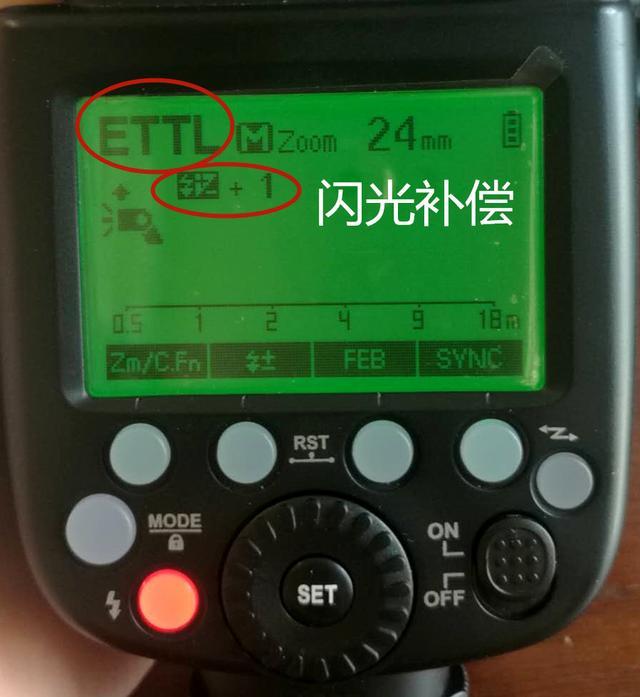 ETTL M Zoom 24mm
+ 1
闪光补偿
0.5 1 2 4 9 18m
Zm/C.Fn ± FEB SYNC
RST
MODE
ON
SET
OFF